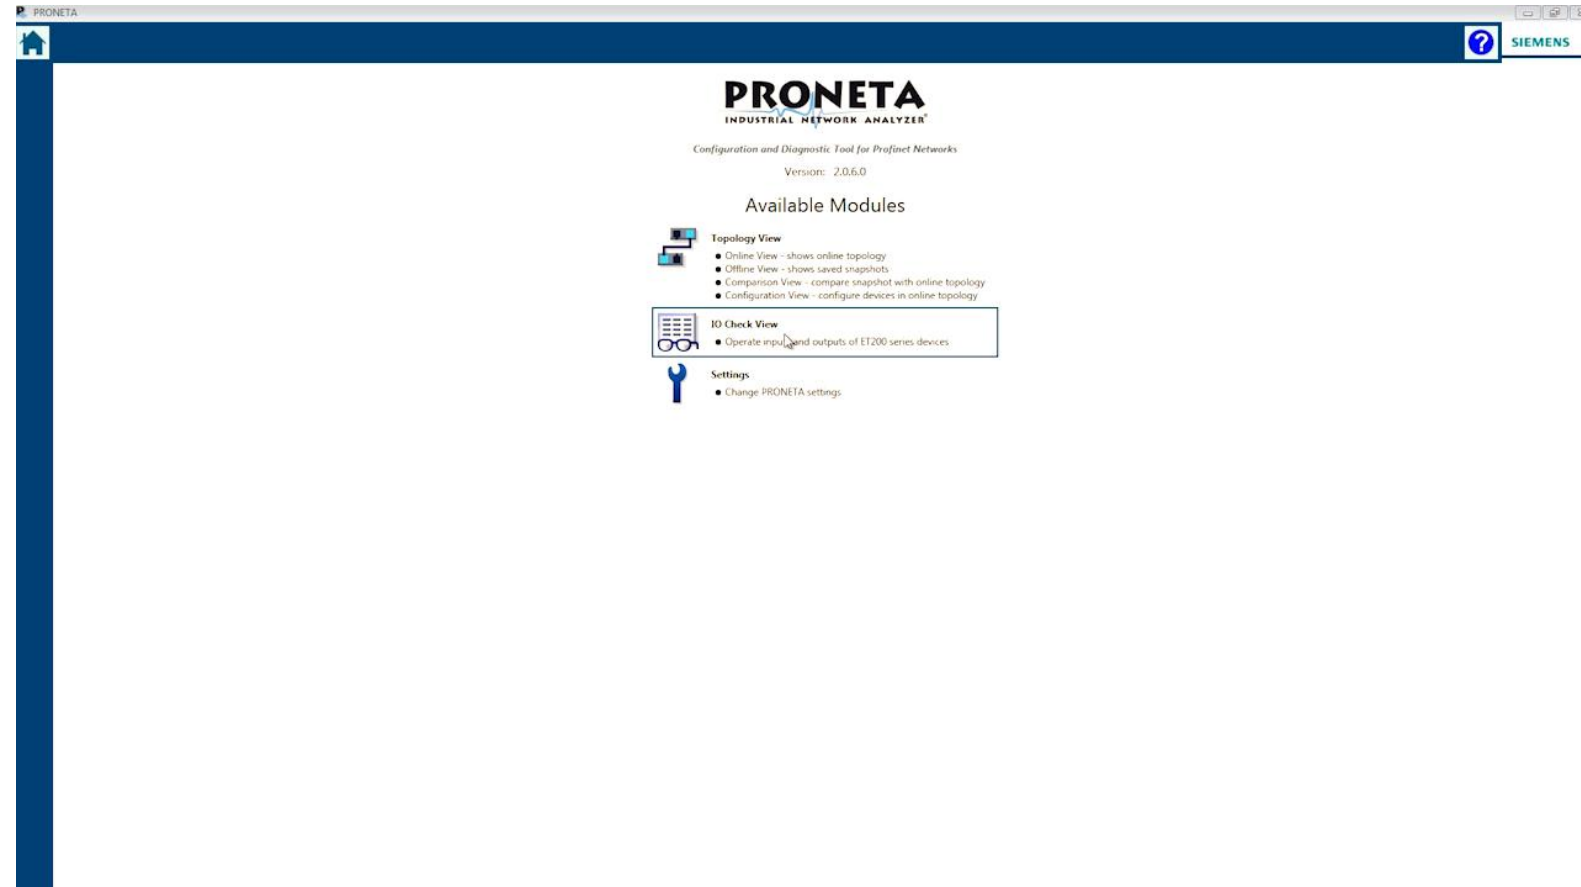 PRONETA
SIEMENS
PRONETA
INDUSTRIAL NETWORK ANALYZER
Configuration and Diagnostic Tool for Profinet Networks
Version: 2.0.6.0
Available Modules
Topology View
Online View - shows online topology
Offline View - shows saved snapshots
Comparison View - compare snapshot with online topology
Configuration View - configure devices in online topology
IO Check View
Operate inputs and outputs of ET200 series devices
Settings
Change PRONETA settings